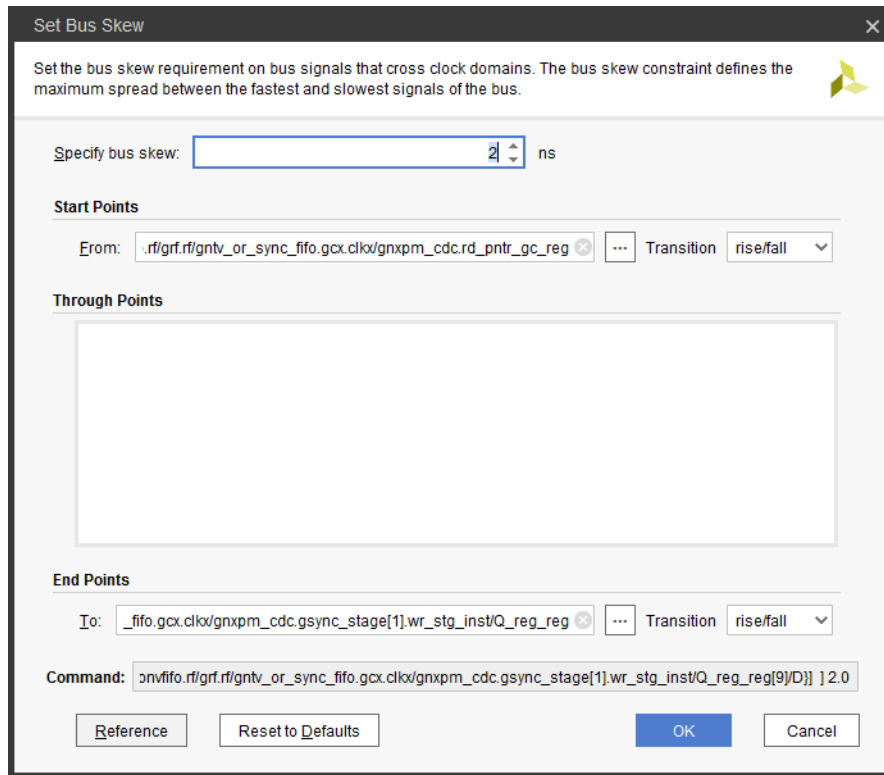 Set Bus Skew
Set the bus skew requirement on bus signals that cross clock domains. The bus skew constraint defines the
maximum spread between the fastest and slowest signals of the bus.
Specify bus skew: 2 ns
Start Points
From: .rf/grf.rf/gntv_or_sync_fifo.gcx.clkx/gnxpm_cdc.rd_pntr_gc_reg ... Transition rise/fall
Through Points
End Points
To: _fifo.gcx.clkx/gnxpm_cdc.gsync_stage[1].wr_stg_inst/Q_reg_reg ... Transition rise/fall
Command: onvfifo.rf/grf.rf/gntv_or_sync_fifo.gcx.clkx/gnxpm_cdc.gsync_stage[1].wr_stg_inst/Q_reg_reg[9]/D}] ] 2.0
Reference Reset to Defaults OK Cancel